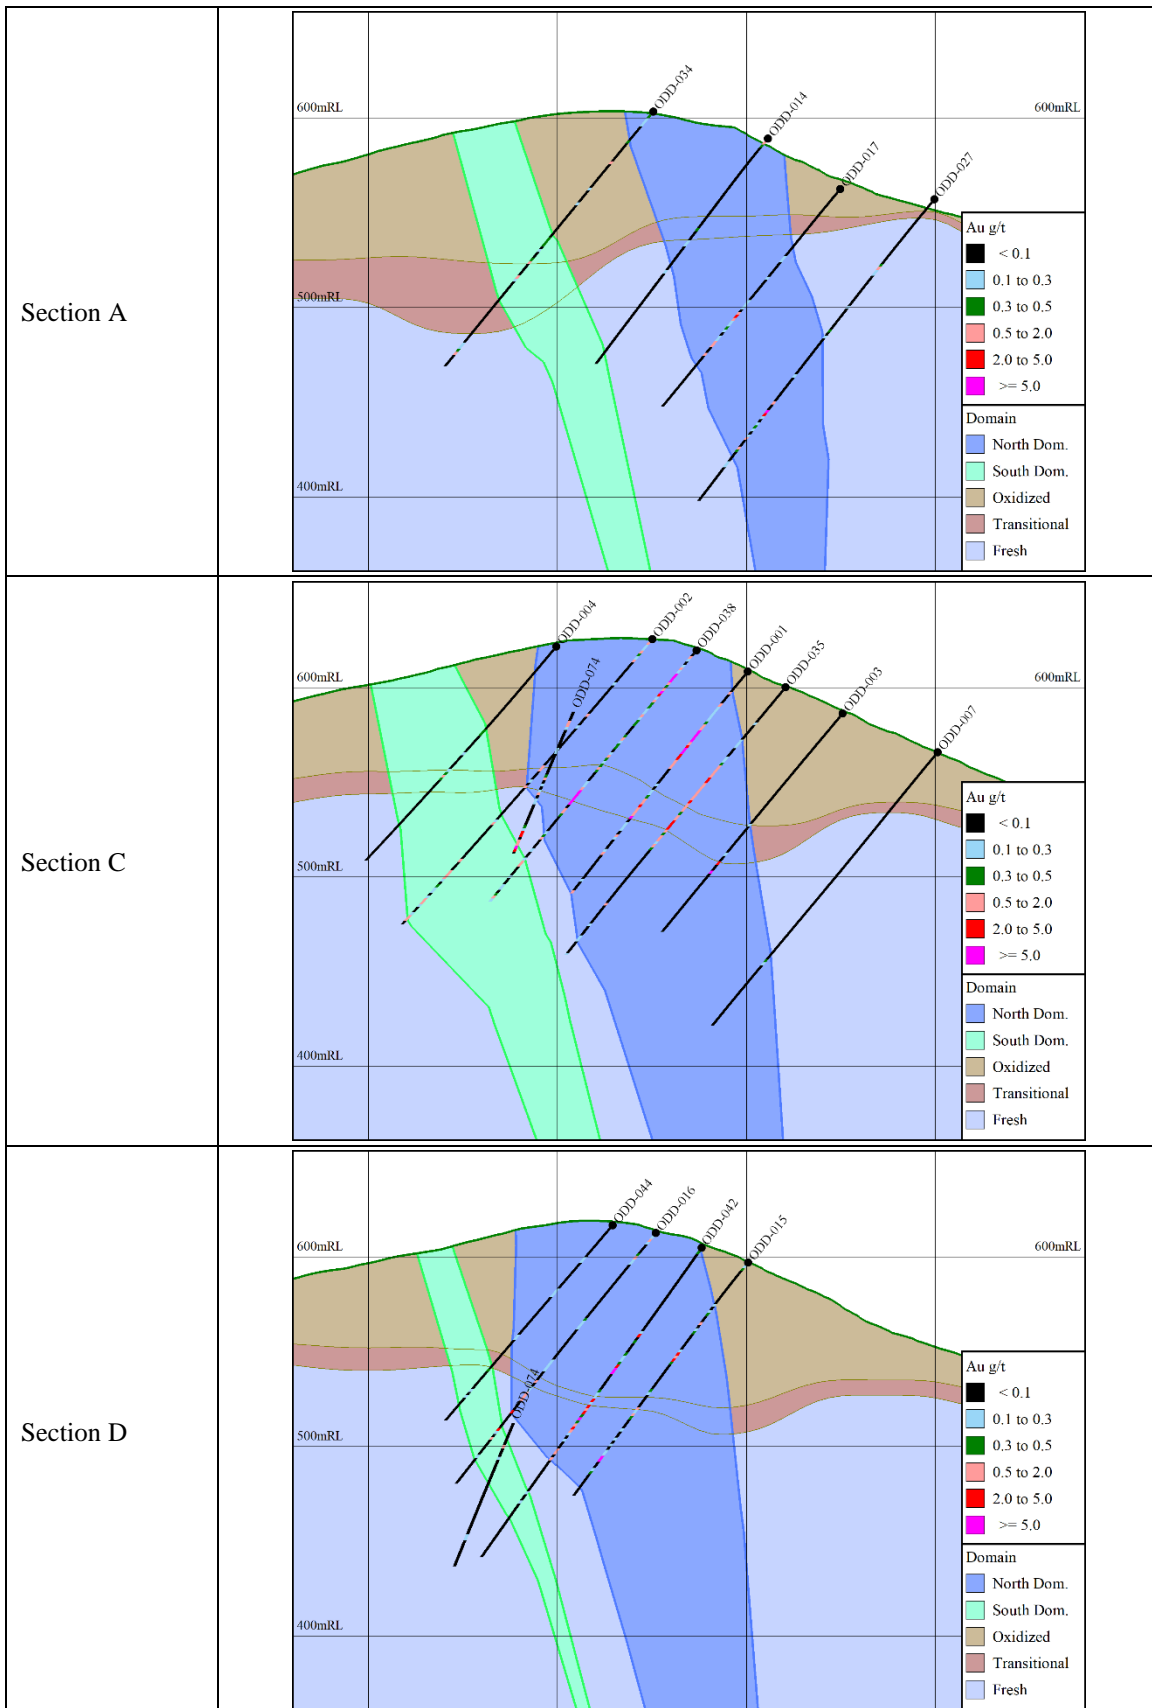 Section A
ODD-034
ODD-014
ODD-017
ODD-027
600mRL
600mRL
500mRL
400mRL
Au g/t
< 0.1
0.1 to 0.3
0.3 to 0.5
0.5 to 2.0
2.0 to 5.0
>= 5.0
Domain
North Dom.
South Dom.
Oxidized
Transitional
Fresh
Section C
ODD-004
ODD-002
ODD-038
ODD-001
ODD-035
ODD-003
ODD-007
ODD-074
600mRL
600mRL
500mRL
400mRL
Au g/t
< 0.1
0.1 to 0.3
0.3 to 0.5
0.5 to 2.0
2.0 to 5.0
>= 5.0
Domain
North Dom.
South Dom.
Oxidized
Transitional
Fresh
Section D
ODD-044
ODD-016
ODD-042
ODD-015
ODD-074
600mRL
600mRL
500mRL
400mRL
Au g/t
< 0.1
0.1 to 0.3
0.3 to 0.5
0.5 to 2.0
2.0 to 5.0
>= 5.0
Domain
North Dom.
South Dom.
Oxidized
Transitional
Fresh